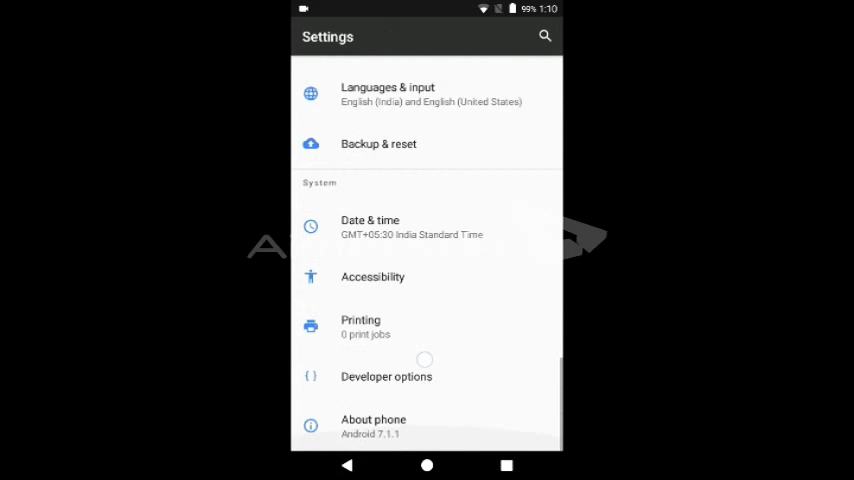 99% 1:10
Settings
Languages & input
English (India) and English (United States)
Backup & reset
System
Date & time
GMT+05:30 India Standard Time
Accessibility
Printing
0 print jobs
Developer options
About phone
Android 7.1.1